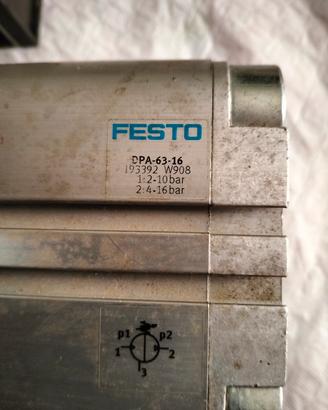 FESTO
DPA-63-16
193392 W908
1:2-10bar
2:4-16bar
p1 p2
1 2
3